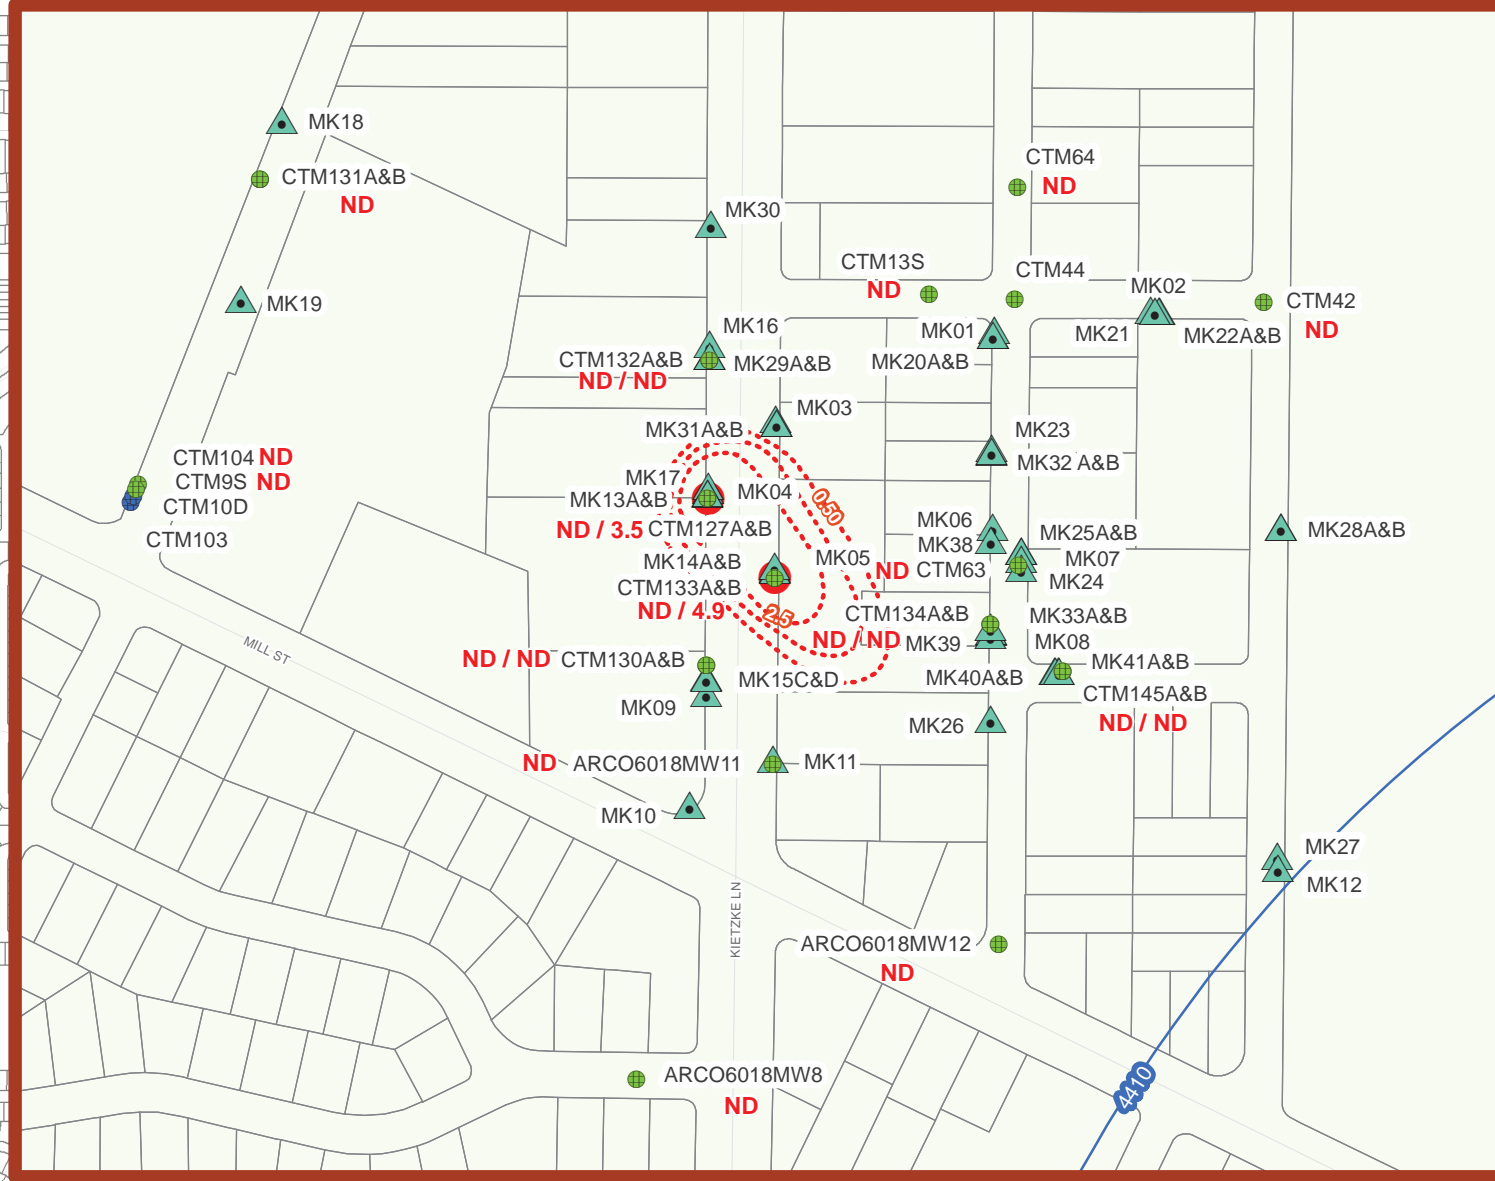 MK18
CTM131A&B
ND
CTM64
ND
MK30
CTM13S
ND
CTM44
MK02
CTM42
ND
MK19
MK16
MK01
MK21
MK22A&B
CTM132A&B
ND / ND
MK29A&B
MK20A&B
MK03
MK31A&B
MK23
MK32 A&B
CTM104 ND
CTM9S ND
CTM10D
CTM103
MK17
MK13A&B
MK04
0.50
ND / 3.5
CTM127A&B
MK06
MK38
MK25A&B
MK28A&B
MK14A&B
MK05
ND
CTM63
MK07
MK24
CTM133A&B
ND / 4.9
2.5
CTM134A&B
ND / ND
MK39
MK33A&B
MK08
MILL ST
ND / ND
CTM130A&B
MK15C&D
MK40A&B
MK41A&B
CTM145A&B
ND / ND
MK09
MK26
ND
ARCO6018MW11
MK11
MK10
MK27
MK12
KIETZKE LN
ARCO6018MW12
ND
ARCO6018MW8
ND
4410